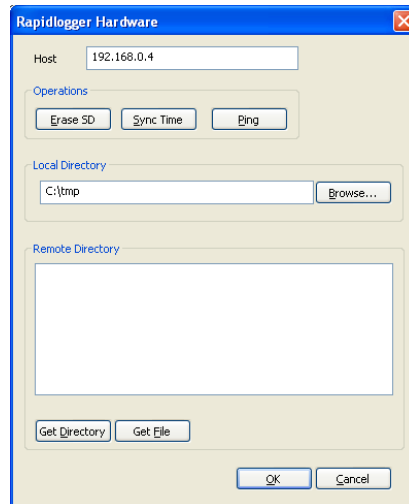 Rapidlogger Hardware
Host 192.168.0.4
Operations
Erase SD Sync Time Ping
Local Directory
C:\tmp Browse...
Remote Directory
Get Directory Get File
OK Cancel